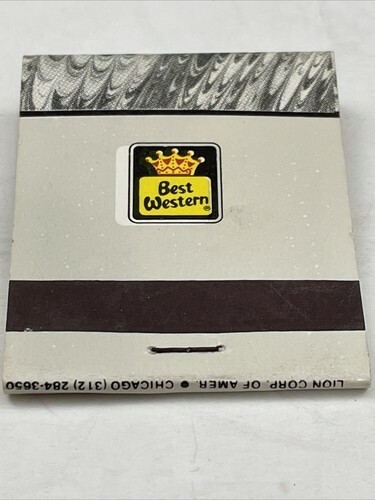 Best
Western®
LION CORP. OF AMER. ● CHICAGO (312) 284-3650